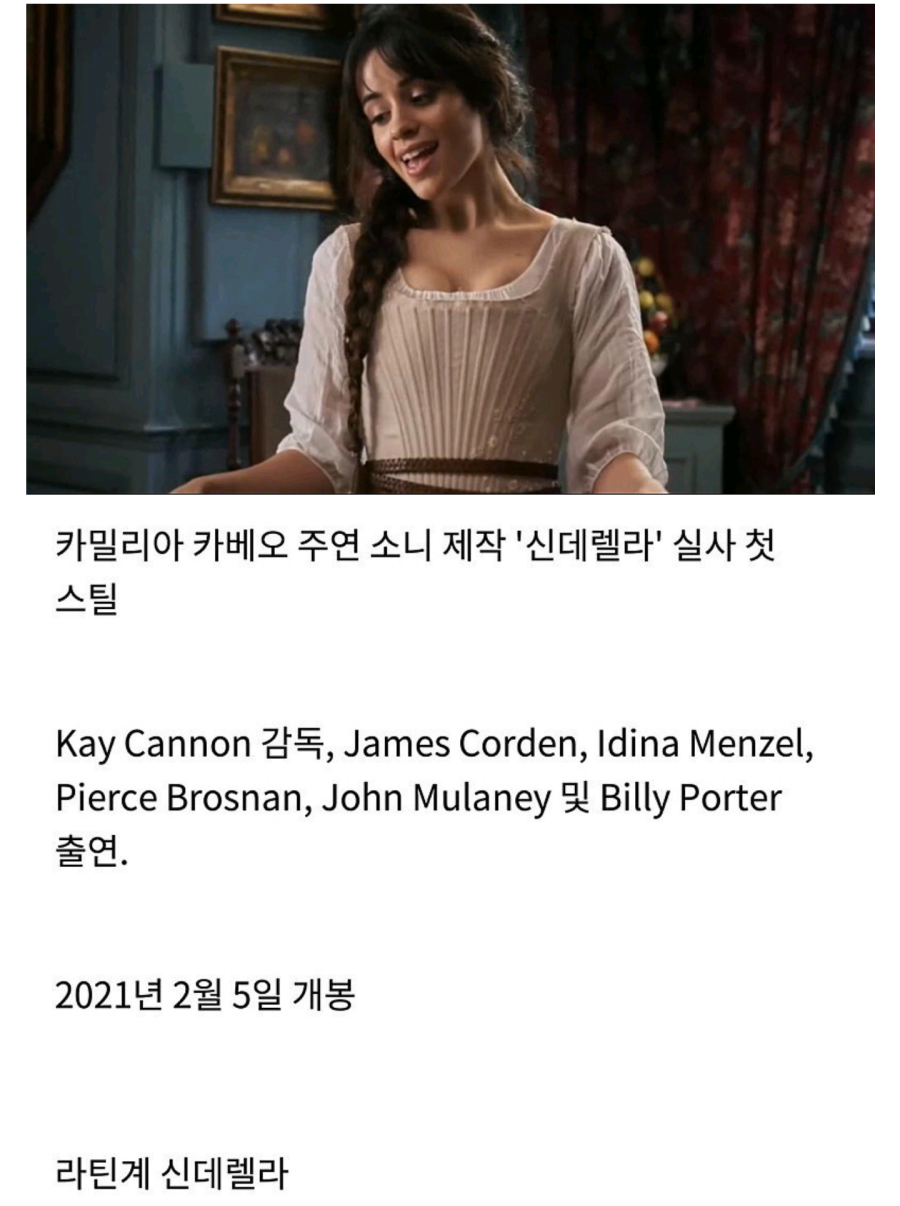 카밀리아 카베오 주연 소니 제작 '신데렐라' 실사 첫
스틸
Kay Cannon 감독, James Corden, Idina Menzel,
Pierce Brosnan, John Mulaney 및 Billy Porter
출연.
2021년 2월 5일 개봉
라틴계 신데렐라